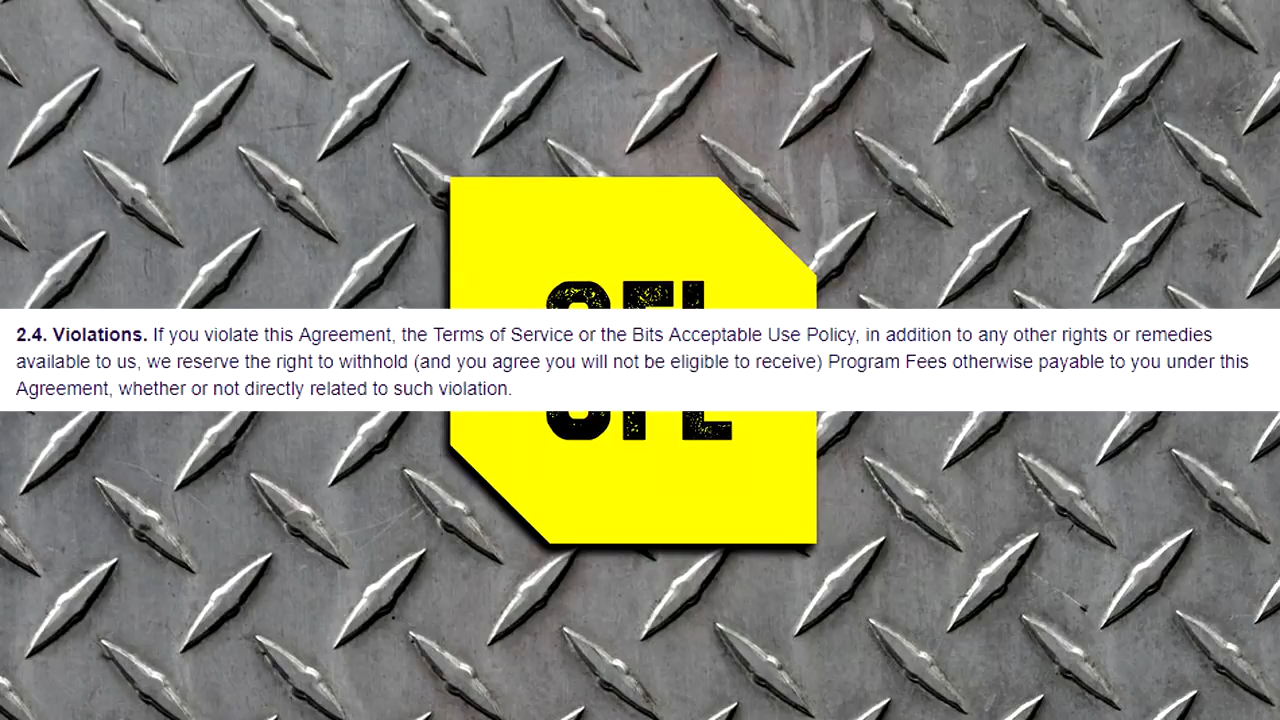 2.4. Violations. If you violate this Agreement, the Terms of Service or the Bits Acceptable Use Policy, in addition to any other rights or remedies
available to us, we reserve the right to withhold (and you agree you will not be eligible to receive) Program Fees otherwise payable to you under this
Agreement, whether or not directly related to such violation.